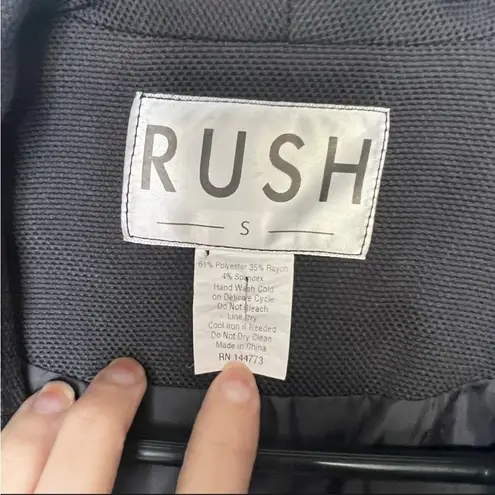 RUSH
S
61% Polyester 35% Rayon
4% Spandex
Hand Wash Cold
on Delicate Cycle
Do Not Bleach
Line Dry
Cool Iron if Needed
Do Not Dry Clean
Made in China
RN 144773